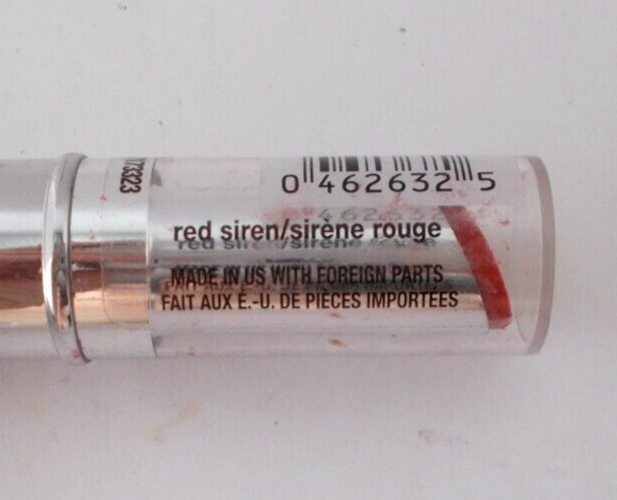 0 462632 5
red siren/sirène rouge
MADE IN US WITH FOREIGN PARTS
FAIT AUX É.-U. DE PIÈCES IMPORTÉES